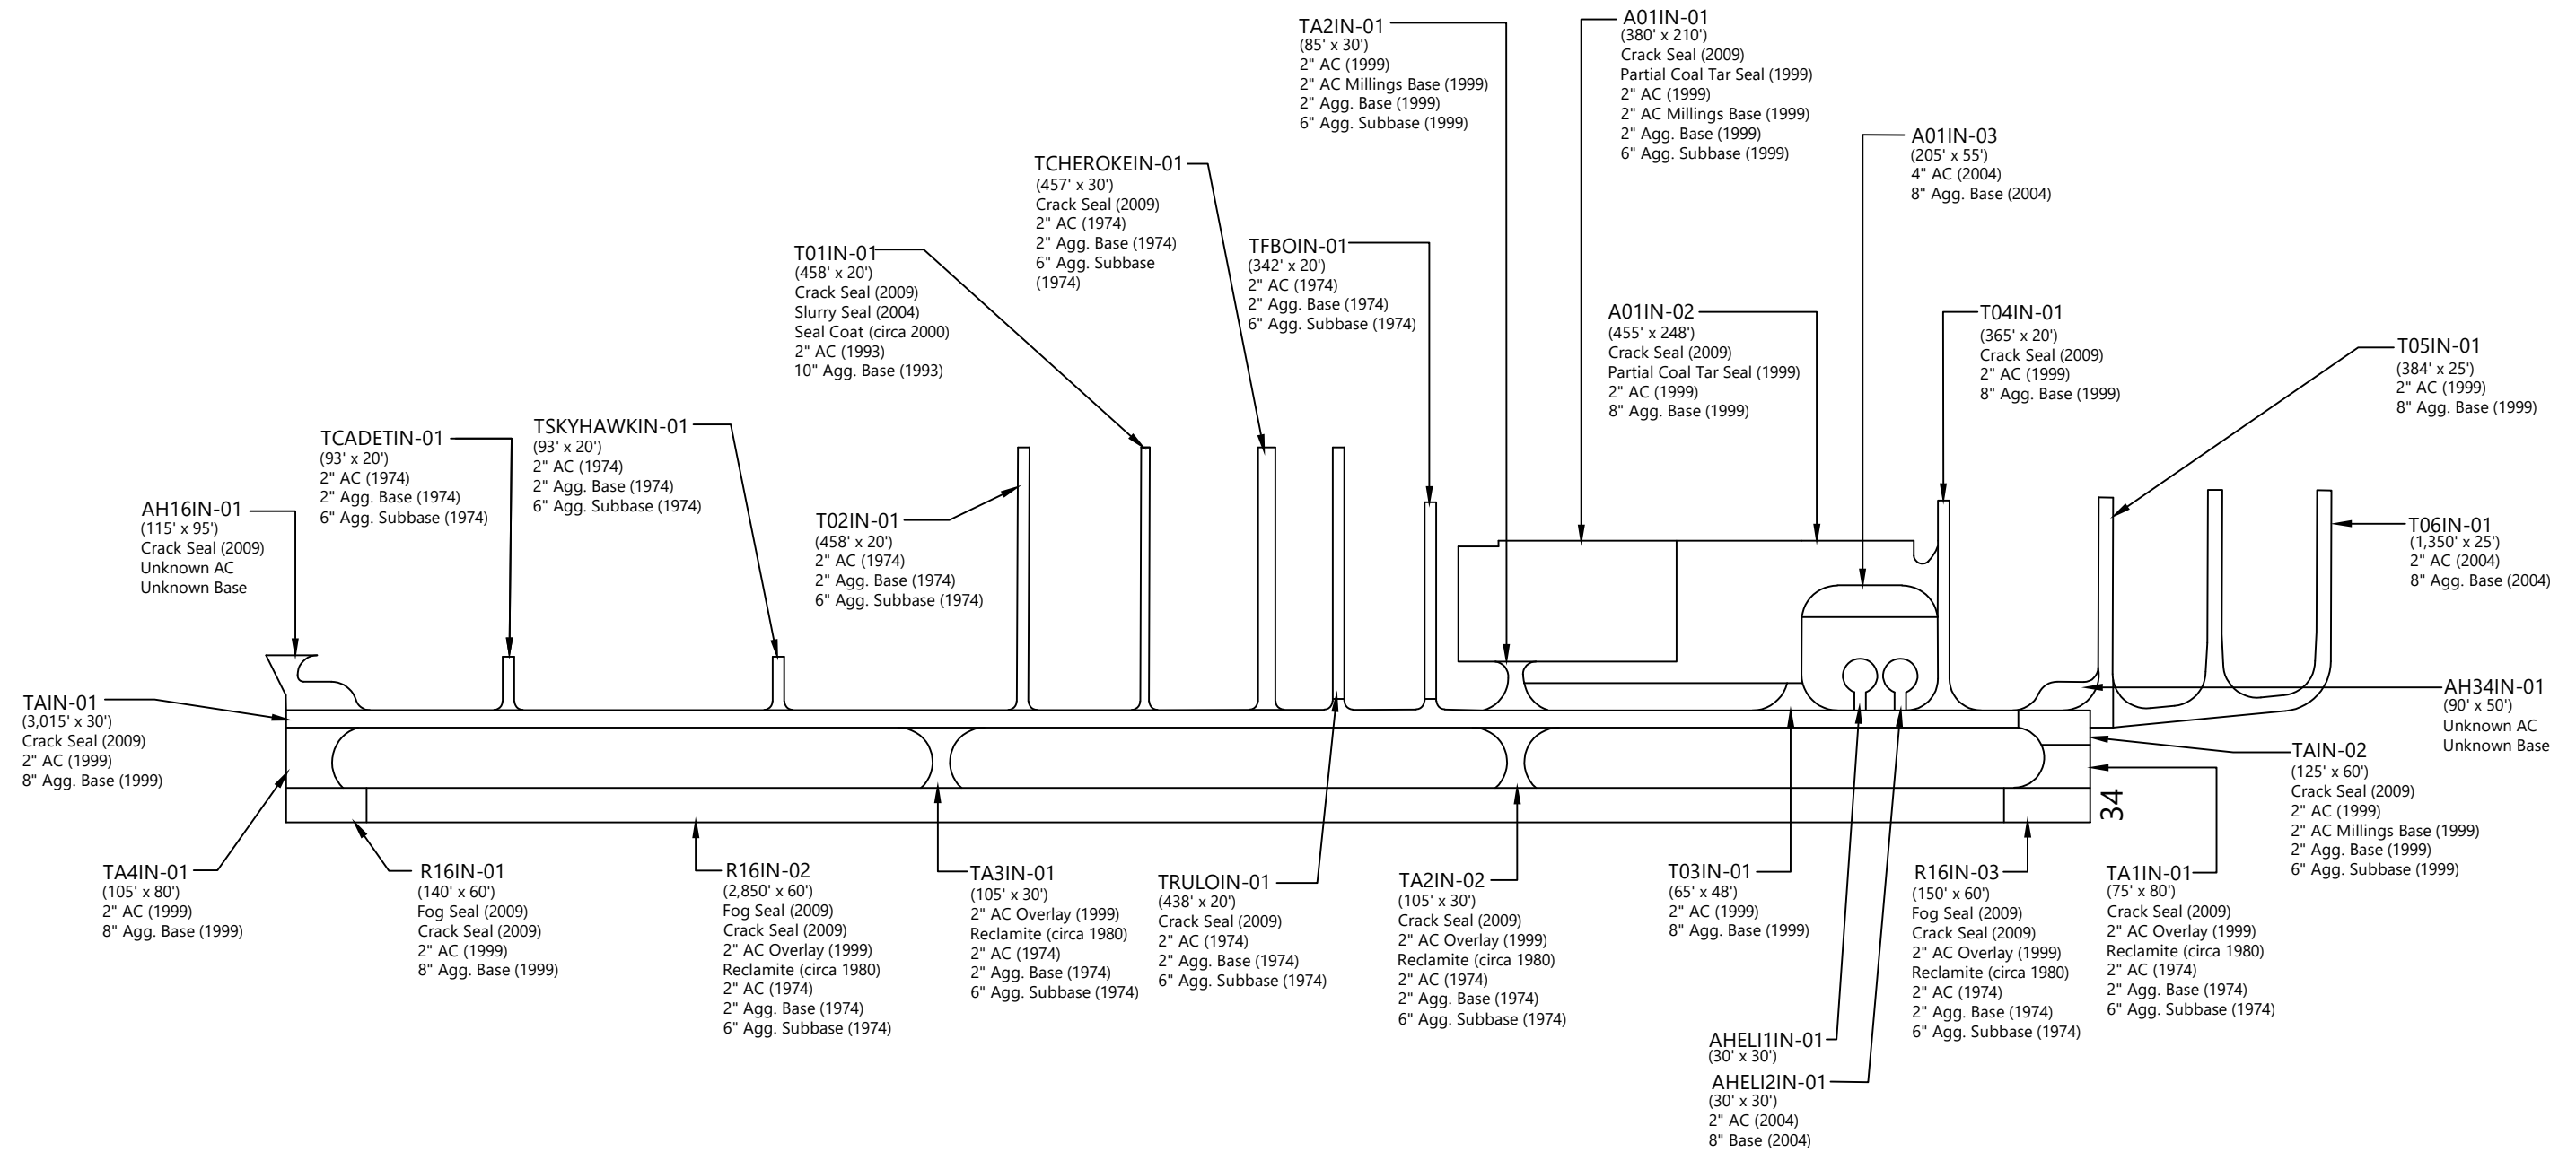 TA2IN-01
(85' x 30')
2" AC (1999)
2" AC Millings Base (1999)
2" Agg. Base (1999)
6" Agg. Subbase (1999)
A01IN-01
(380' x 210')
Crack Seal (2009)
Partial Coal Tar Seal (1999)
2" AC (1999)
2" AC Millings Base (1999)
2" Agg. Base (1999)
6" Agg. Subbase (1999)
A01IN-03
(205' x 55')
4" AC (2004)
8" Agg. Base (2004)
TCHEROKEIN-01
(457' x 30')
Crack Seal (2009)
2" AC (1974)
2" Agg. Base (1974)
6" Agg. Subbase
(1974)
T01IN-01
(458' x 20')
Crack Seal (2009)
Slurry Seal (2004)
Seal Coat (circa 2000)
2" AC (1993)
10" Agg. Base (1993)
TFBOIN-01
(342' x 20')
2" AC (1974)
2" Agg. Base (1974)
6" Agg. Subbase (1974)
A01IN-02
(455' x 248')
Crack Seal (2009)
Partial Coal Tar Seal (1999)
2" AC (1999)
8" Agg. Base (1999)
T04IN-01
(365' x 20')
Crack Seal (2009)
2" AC (1999)
8" Agg. Base (1999)
T05IN-01
(384' x 25')
2" AC (1999)
8" Agg. Base (1999)
TCADETIN-01
(93' x 20')
2" AC (1974)
2" Agg. Base (1974)
6" Agg. Subbase (1974)
TSKYHAWKIN-01
(93' x 20')
2" AC (1974)
2" Agg. Base (1974)
6" Agg. Subbase (1974)
AH16IN-01
(115' x 95')
Crack Seal (2009)
Unknown AC
Unknown Base
T02IN-01
(458' x 20')
2" AC (1974)
2" Agg. Base (1974)
6" Agg. Subbase (1974)
T06IN-01
(1,350' x 25')
2" AC (2004)
8" Agg. Base (2004)
TAIN-01
(3,015' x 30')
Crack Seal (2009)
2" AC (1999)
8" Agg. Base (1999)
AH34IN-01
(90' x 50')
Unknown AC
Unknown Base
TAIN-02
(125' x 60')
Crack Seal (2009)
2" AC (1999)
2" AC Millings Base (1999)
2" Agg. Base (1999)
6" Agg. Subbase (1999)
34
TA4IN-01
(105' x 80')
2" AC (1999)
8" Agg. Base (1999)
R16IN-01
(140' x 60')
Fog Seal (2009)
Crack Seal (2009)
2" AC (1999)
8" Agg. Base (1999)
R16IN-02
(2,850' x 60')
Fog Seal (2009)
Crack Seal (2009)
2" AC Overlay (1999)
Reclamite (circa 1980)
2" AC (1974)
2" Agg. Base (1974)
6" Agg. Subbase (1974)
TA3IN-01
(105' x 30')
2" AC Overlay (1999)
Reclamite (circa 1980)
2" AC (1974)
2" Agg. Base (1974)
6" Agg. Subbase (1974)
TRULOIN-01
(438' x 20')
Crack Seal (2009)
2" AC (1974)
2" Agg. Base (1974)
6" Agg. Subbase (1974)
TA2IN-02
(105' x 30')
Crack Seal (2009)
2" AC Overlay (1999)
Reclamite (circa 1980)
2" AC (1974)
2" Agg. Base (1974)
6" Agg. Subbase (1974)
T03IN-01
(65' x 48')
2" AC (1999)
8" Agg. Base (1999)
R16IN-03
(150' x 60')
Fog Seal (2009)
Crack Seal (2009)
2" AC Overlay (1999)
Reclamite (circa 1980)
2" AC (1974)
2" Agg. Base (1974)
6" Agg. Subbase (1974)
TA1IN-01
(75' x 80')
Crack Seal (2009)
2" AC Overlay (1999)
Reclamite (circa 1980)
2" AC (1974)
2" Agg. Base (1974)
6" Agg. Subbase (1974)
AHELI1IN-01
(30' x 30')
AHELI2IN-01
(30' x 30')
2" AC (2004)
8" Base (2004)